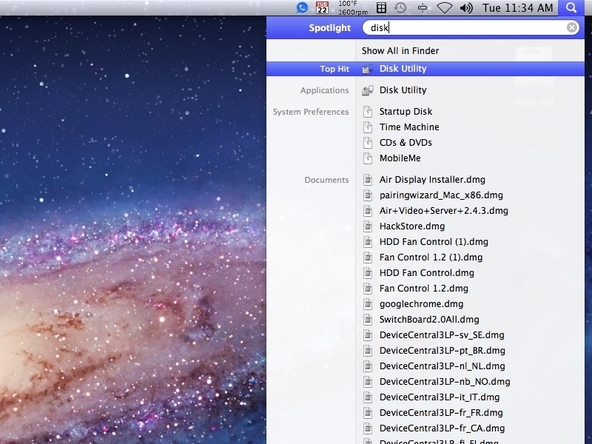 100°F
1600rpm
TUE
22
Tue 11:34 AM
Spotlight disk
Show All in Finder
Top Hit Disk Utility
Applications Disk Utility
System Preferences Startup Disk
Time Machine
CDs & DVDs
MobileMe
Documents Air Display Installer.dmg
pairingwizard_Mac_x86.dmg
Air+Video+Server+2.4.3.dmg
HackStore.dmg
HDD Fan Control (1).dmg
Fan Control 1.2 (1).dmg
HDD Fan Control.dmg
Fan Control 1.2.dmg
googlechrome.dmg
SwitchBoard2.0All.dmg
DeviceCentral3LP-sv_SE.dmg
DeviceCentral3LP-pt_BR.dmg
DeviceCentral3LP-nl_NL.dmg
DeviceCentral3LP-nb_NO.dmg
DeviceCentral3LP-it_IT.dmg
DeviceCentral3LP-fr_FR.dmg
DeviceCentral3LP-fr_CA.dmg
DeviceCentral3LP-fi_FI.dmg